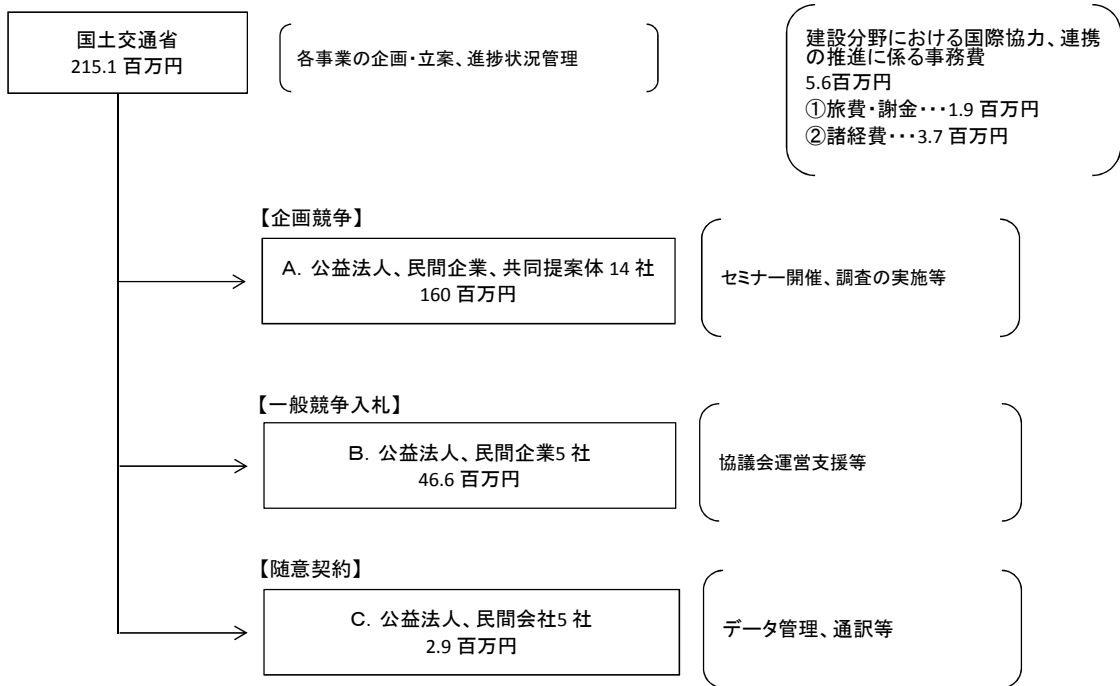 国土交通省
215.1 百万円
各事業の企画・立案、進捗状況管理
建設分野における国際協力、連携
の推進に係る事務費
5.6百万円
①旅費・謝金・・・1.9 百万円
②諸経費・・・3.7 百万円
【企画競争】
A. 公益法人、民間企業、共同提案体 14 社
160 百万円
セミナー開催、調査の実施等
【一般競争入札】
B. 公益法人、民間企業5 社
46.6 百万円
協議会運営支援等
【随意契約】
C. 公益法人、民間会社5 社
2.9 百万円
データ管理、通訳等